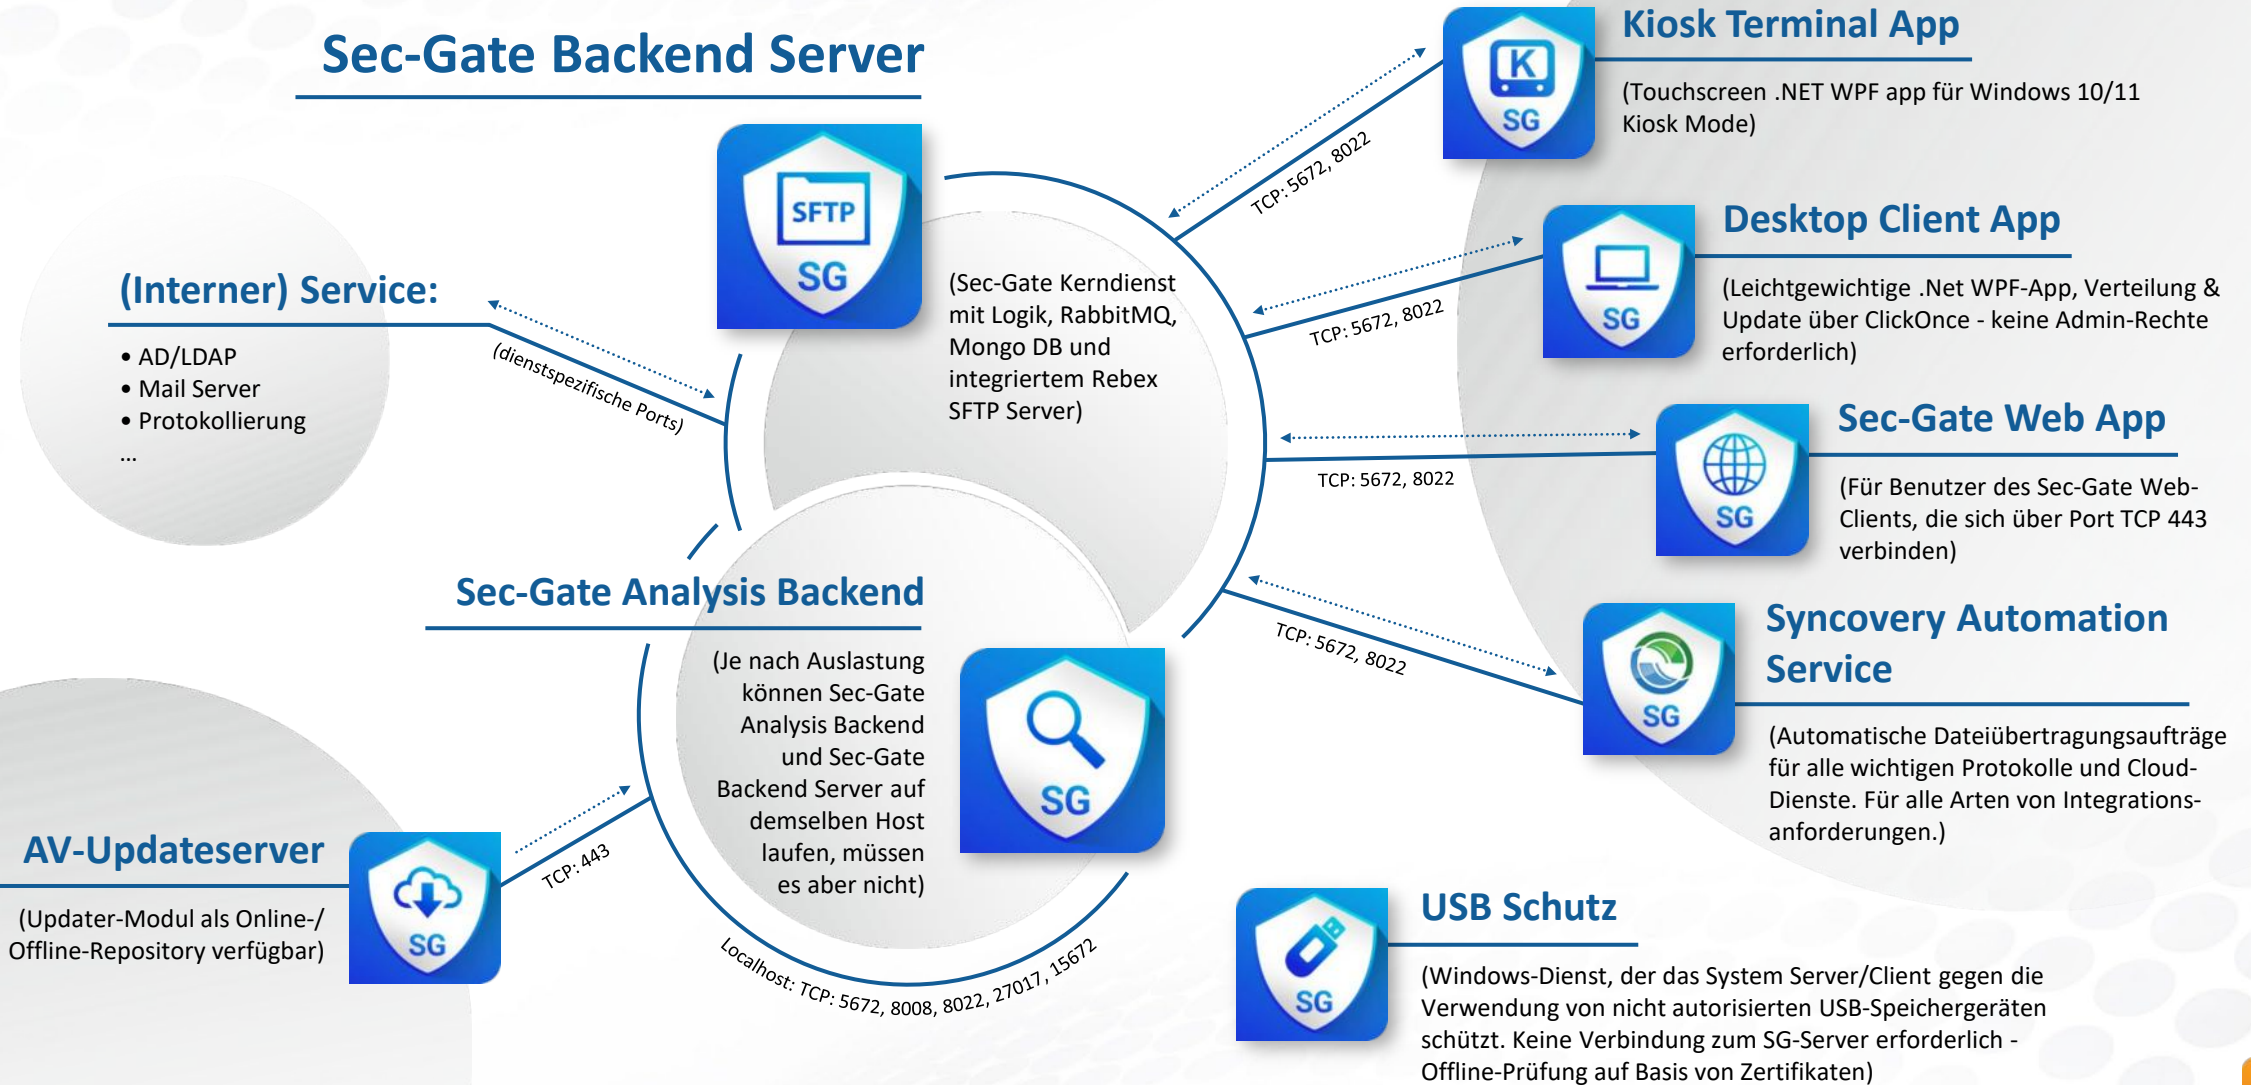 Sec-Gate Backend Server
SFTP
SG
(Sec-Gate Kerndienst
mit Logik, RabbitMQ,
Mongo DB und
integriertem Rebex
SFTP Server)
(Interner) Service:
• AD/LDAP
• Mail Server
• Protokollierung
...
(dienstspezifische Ports)
Sec-Gate Analysis Backend
(Je nach Auslastung
können Sec-Gate
Analysis Backend
und Sec-Gate
Backend Server auf
demselben Host
laufen, müssen
es aber nicht)
SG
Localhost: TCP: 5672, 8008, 8022, 27017, 15672
AV-Updateserver
(Updater-Modul als Online-/
Offline-Repository verfügbar)
SG
TCP: 443
K
SG
Kiosk Terminal App
(Touchscreen .NET WPF app für Windows 10/11
Kiosk Mode)
TCP: 5672, 8022
SG
Desktop Client App
(Leichtgewichtige .Net WPF-App, Verteilung &
Update über ClickOnce - keine Admin-Rechte
erforderlich)
TCP: 5672, 8022
SG
Sec-Gate Web App
(Für Benutzer des Sec-Gate Web-
Clients, die sich über Port TCP 443
verbinden)
TCP: 5672, 8022
SG
Syncovery Automation
Service
(Automatische Dateiübertragungsaufträge
für alle wichtigen Protokolle und Cloud-
Dienste. Für alle Arten von Integrations-
anforderungen.)
TCP: 5672, 8022
SG
USB Schutz
(Windows-Dienst, der das System Server/Client gegen die
Verwendung von nicht autorisierten USB-Speichergeräten
schützt. Keine Verbindung zum SG-Server erforderlich -
Offline-Prüfung auf Basis von Zertifikaten)